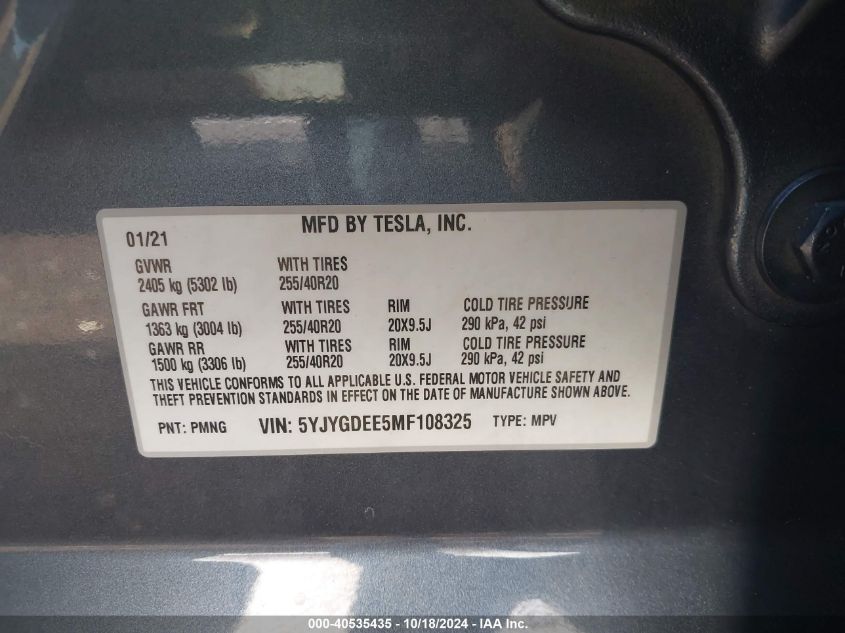 MFD BY TESLA, INC.
01/21
GVWR WITH TIRES
2405 kg (5302 lb) 255/40R20
GAWR FRT WITH TIRES RIM COLD TIRE PRESSURE
1363 kg (3004 lb) 255/40R20 20X9.5J 290 kPa, 42 psi
GAWR RR WITH TIRES RIM COLD TIRE PRESSURE
1500 kg (3306 lb) 255/40R20 20X9.5J 290 kPa, 42 psi
THIS VEHICLE CONFORMS TO ALL APPLICABLE U.S. FEDERAL MOTOR VEHICLE SAFETY AND
THEFT PREVENTION STANDARDS IN EFFECT ON THE DATE OF MANUFACTURE SHOWN ABOVE.
PNT: PMNG VIN: 5YJYGDEE5MF108325 TYPE: MPV
000-40535435 - 10/18/2024 - IAA Inc.